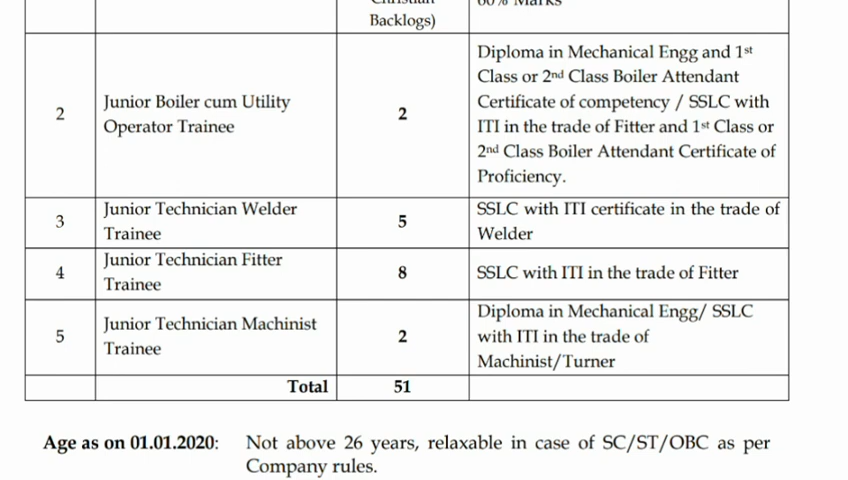 Backlogs)
60% Marks
2
Junior Boiler cum Utility
Operator Trainee
2
Diploma in Mechanical Engg and 1st
Class or 2nd Class Boiler Attendant
Certificate of competency / SSLC with
ITI in the trade of Fitter and 1st Class or
2nd Class Boiler Attendant Certificate of
Proficiency.
3
Junior Technician Welder
Trainee
5
SSLC with ITI certificate in the trade of
Welder
4
Junior Technician Fitter
Trainee
8
SSLC with ITI in the trade of Fitter
5
Junior Technician Machinist
Trainee
2
Diploma in Mechanical Engg/ SSLC
with ITI in the trade of
Machinist/Turner
Total
51
Age as on 01.01.2020: Not above 26 years, relaxable in case of SC/ST/OBC as per
Company rules.